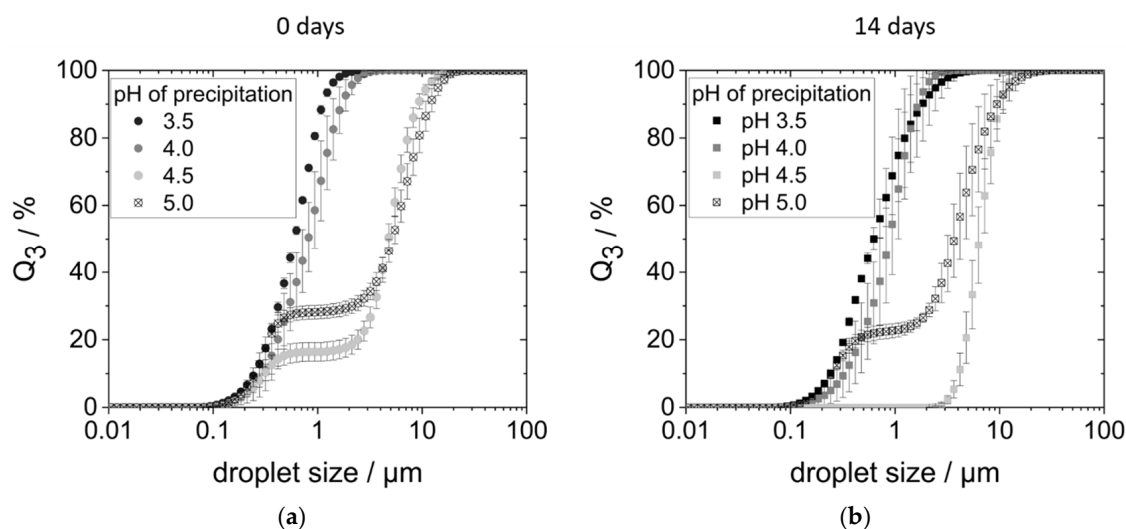 0 days
100
80
60
40
20
0
Q3 / %
pH of precipitation
3.5
4.0
4.5
5.0
0.01 0.1 1 10 100
droplet size / µm
(a)
14 days
100
80
60
40
20
0
Q3 / %
pH of precipitation
pH 3.5
pH 4.0
pH 4.5
pH 5.0
0.01 0.1 1 10 100
droplet size / µm
(b)